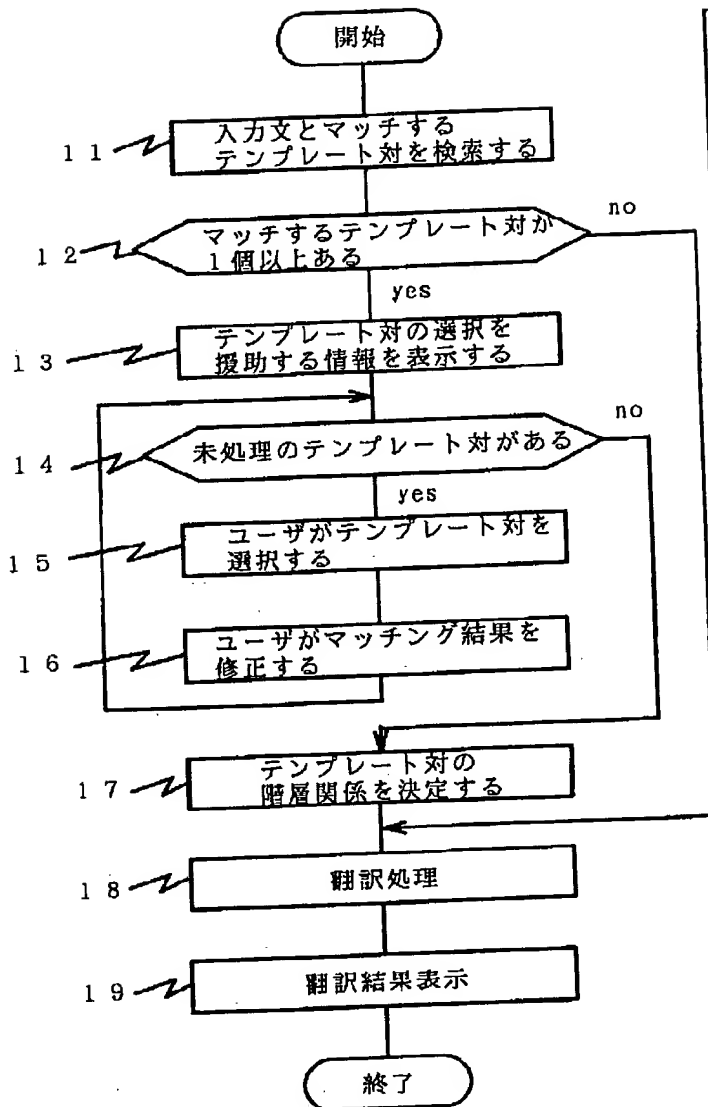 開始
11
入力文とマッチする
テンプレート対を検索する
12
マッチするテンプレート対が
1個以上ある
no
yes
13
テンプレート対の選択を
援助する情報を表示する
14
未処理のテンプレート対がある
no
yes
15
ユーザがテンプレート対を
選択する
16
ユーザがマッチング結果を
修正する
17
テンプレート対の
階層関係を決定する
18
翻訳処理
19
翻訳結果表示
終了